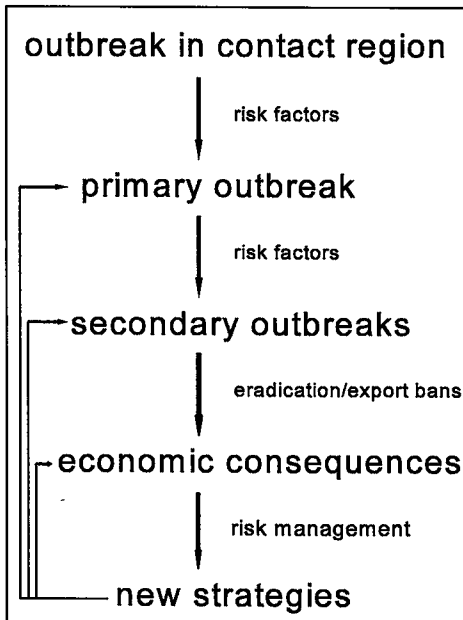 outbreak in contact region
risk factors
primary outbreak
risk factors
secondary outbreaks
eradication/export bans
economic consequences
risk management
new strategies